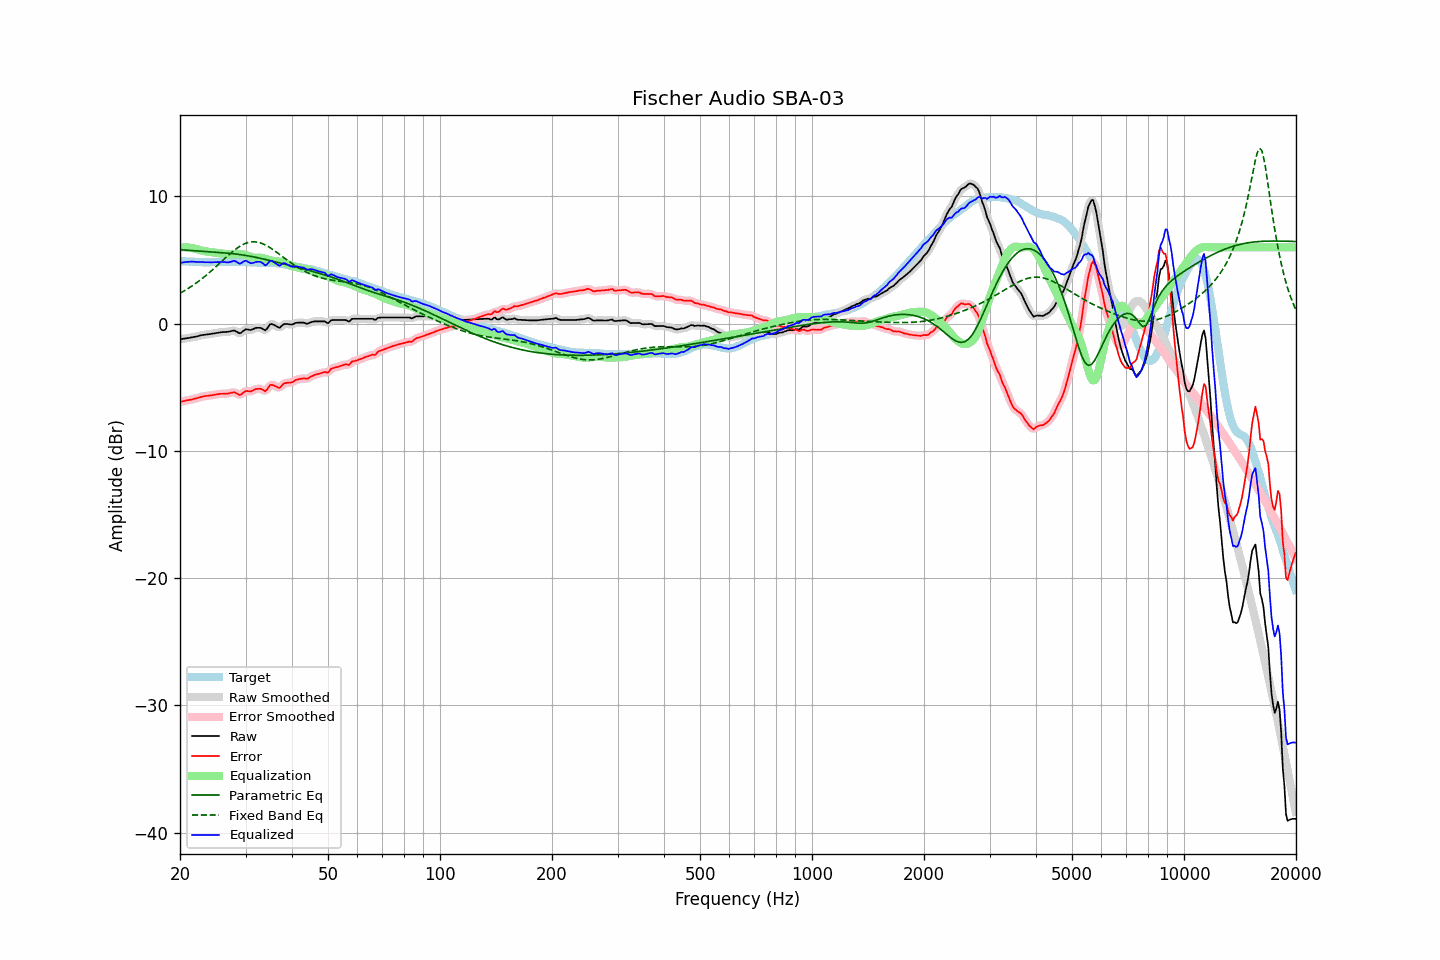 Fischer Audio SBA-03
Amplitude (dBr)
10
0
−10
−20
−30
−40
Target
Raw Smoothed
Error Smoothed
Raw
Error
Equalization
Parametric Eq
Fixed Band Eq
Equalized
20 50 100 200 500 1000 2000 5000 10000 20000
Frequency (Hz)